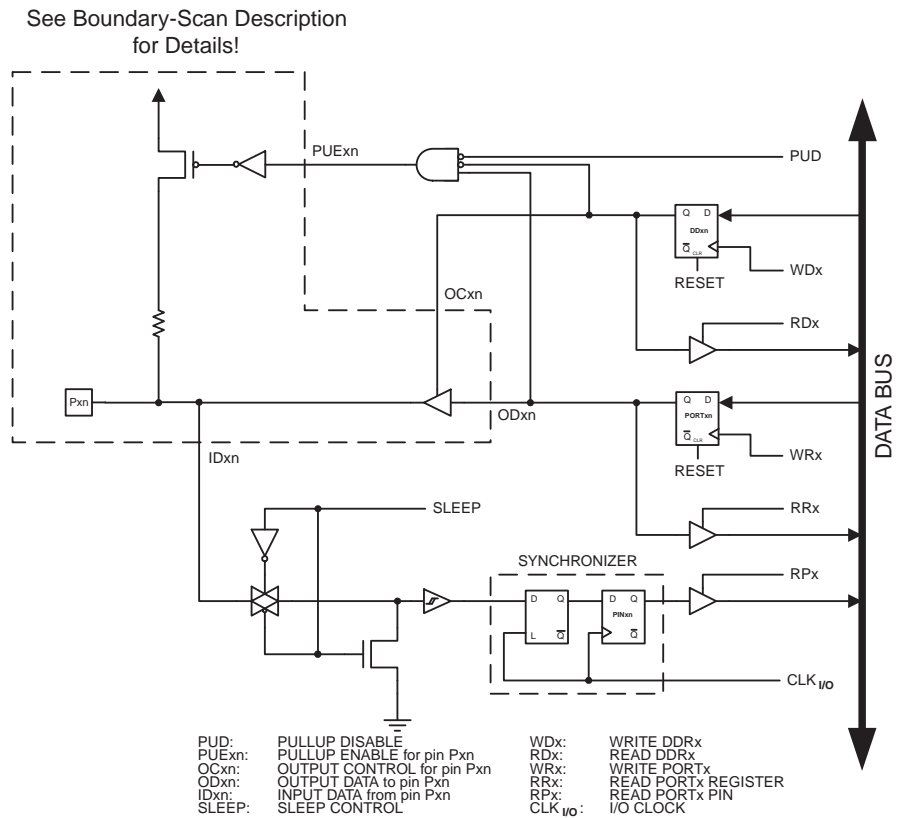 See Boundary-Scan Description
for Details!
PUExn
PUD
Q D
DDxn
Q CLR
WDx
RESET
OCxn
RDx
Pxn
ODxn
Q D
PORTxn
Q CLR
WRx
RESET
IDxn
DATA BUS
SLEEP
RRx
SYNCHRONIZER
RPx
D Q
L Q
D Q
PINxn
Q
CLK I/O
PUD: PULLUP DISABLE
PUExn: PULLUP ENABLE for pin Pxn
OCxn: OUTPUT CONTROL for pin Pxn
ODxn: OUTPUT DATA to pin Pxn
IDxn: INPUT DATA from pin Pxn
SLEEP: SLEEP CONTROL
WDx: WRITE DDRx
RDx: READ DDRx
WRx: WRITE PORTx
RRx: READ PORTx REGISTER
RPx: READ PORTx PIN
CLK I/O: I/O CLOCK